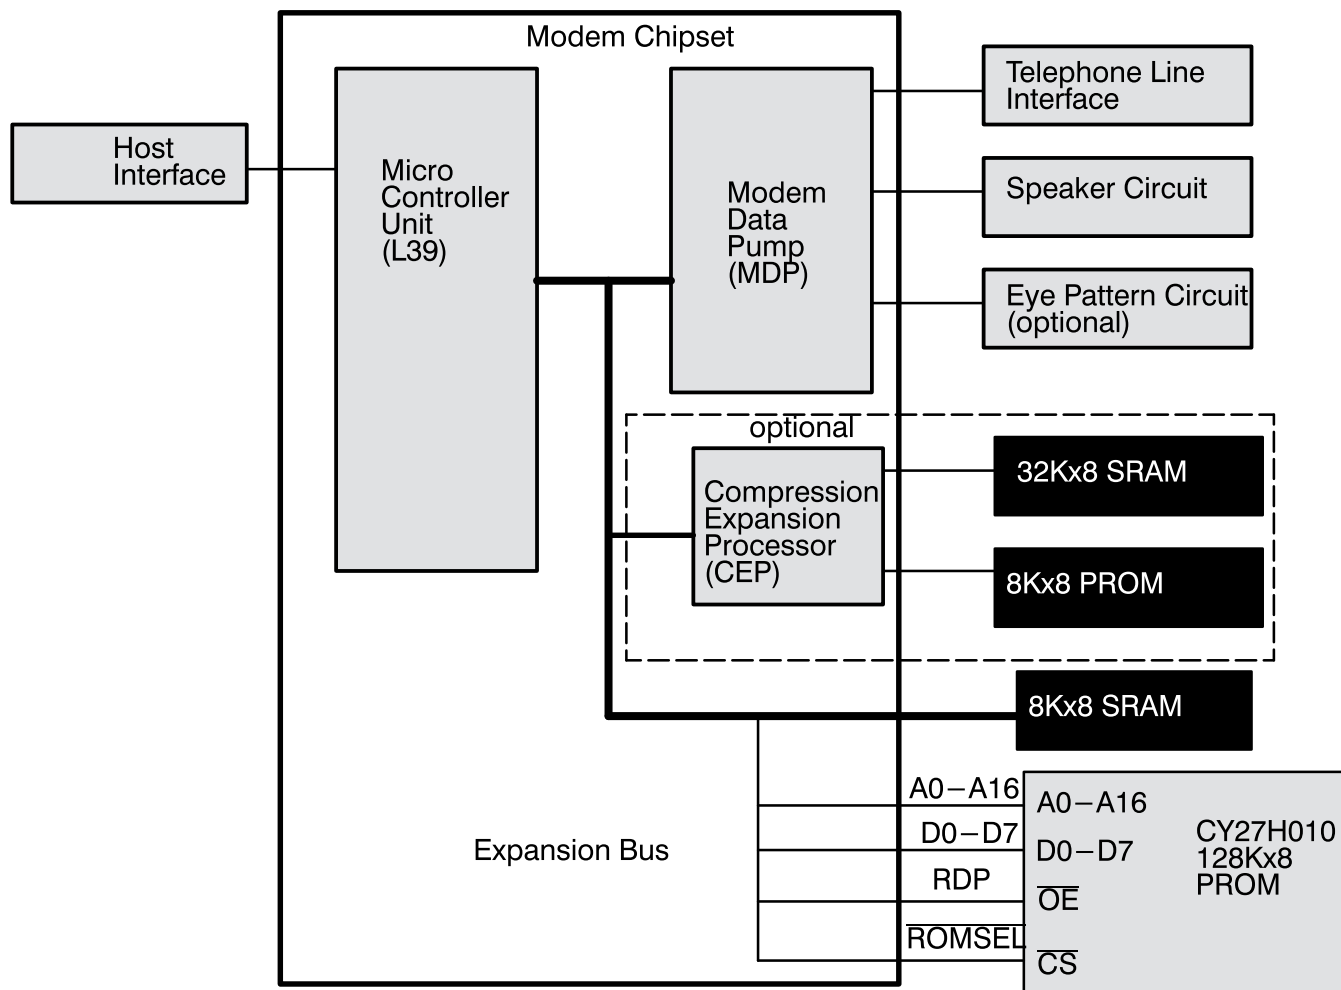 Modem Chipset
Host
Interface
Micro
Controller
Unit
(L39)
Modem
Data
Pump
(MDP)
Telephone Line
Interface
Speaker Circuit
Eye Pattern Circuit
(optional)
optional
Compression
Expansion
Processor
(CEP)
32Kx8 SRAM
8Kx8 PROM
8Kx8 SRAM
Expansion Bus
A0−A16
D0−D7
RDP
ROMSEL
A0−A16
D0−D7
OE
CS
CY27H010
128Kx8
PROM